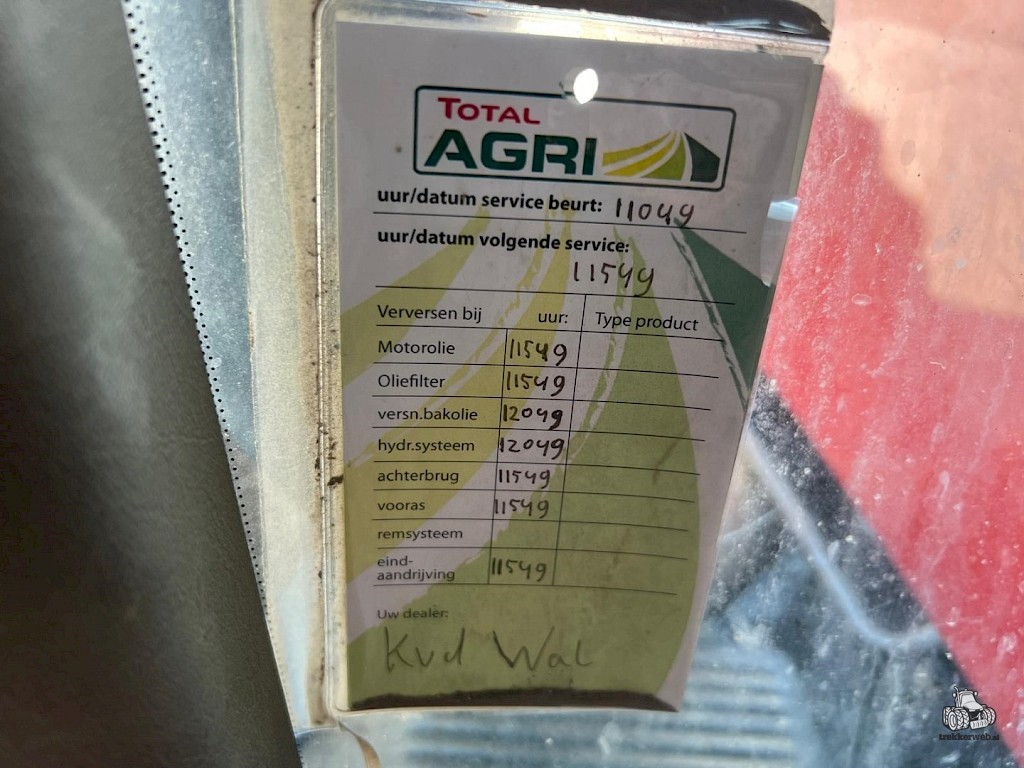 TOTAL
AGRI
uur/datum service beurt: 11049
uur/datum volgende service:
11549
Verversen bij uur: Type product
Motorolie 11549
Oliefilter 11549
versn.bakolie 12049
hydr.systeem 12049
achterbrug 11549
vooras 11549
remsysteem
eind-
aandrijving 11549
Uw dealer:
Kvd Wal
trekkerweb.nl